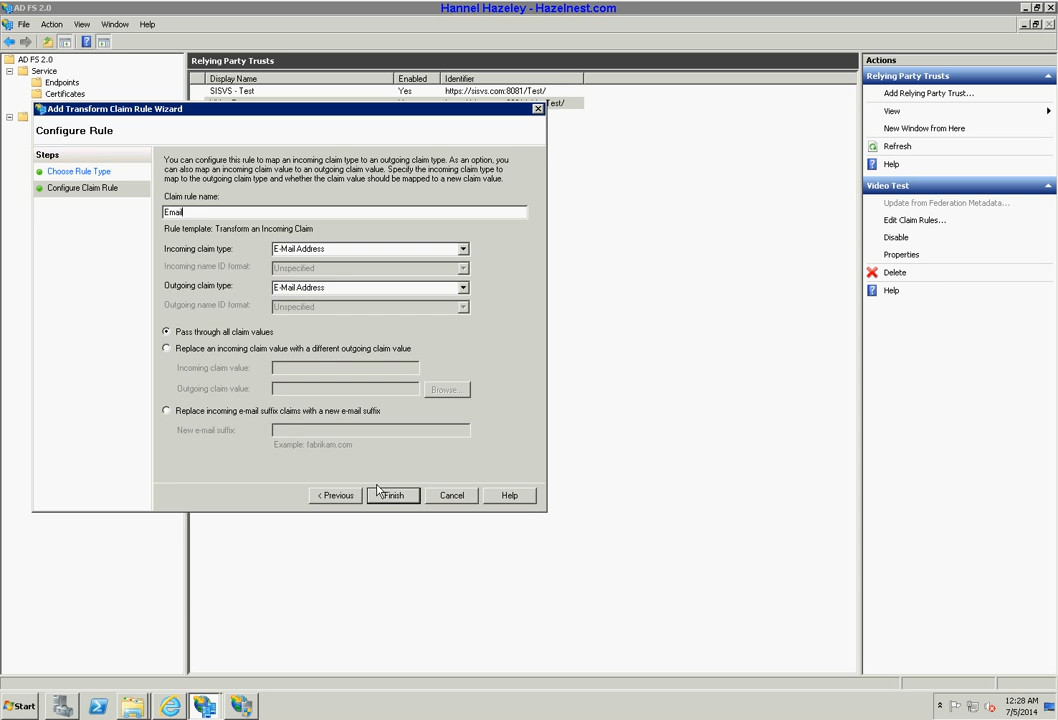 AD FS 2.0
Hannel Hazeley - Hazelnest.com
File Action View Window Help
AD FS 2.0
Service
Endpoints
Certificates
Relying Party Trusts
Display Name Enabled Identifier
SISVS - Test Yes https://sisvs.com:8081/Test/
Test/
Add Transform Claim Rule Wizard
Configure Rule
Steps
Choose Rule Type
Configure Claim Rule
You can configure this rule to map an incoming claim type to an outgoing claim type. As an option, you
can also map an incoming claim value to an outgoing claim value. Specify the incoming claim type to
map to the outgoing claim type and whether the claim value should be mapped to a new claim value.
Claim rule name:
Email
Rule template: Transform an Incoming Claim
Incoming claim type: E-Mail Address
Incoming name ID format: Unspecified
Outgoing claim type: E-Mail Address
Outgoing name ID format: Unspecified
Pass through all claim values
Replace an incoming claim value with a different outgoing claim value
Incoming claim value:
Outgoing claim value: Browse...
Replace incoming e-mail suffix claims with a new e-mail suffix
New e-mail suffix:
Example: fabrikam.com
< Previous Finish Cancel Help
Actions
Relying Party Trusts
Add Relying Party Trust...
View
New Window from Here
Refresh
Help
Video Test
Update from Federation Metadata...
Edit Claim Rules...
Disable
Properties
Delete
Help
Start
12:28 AM
7/5/2014